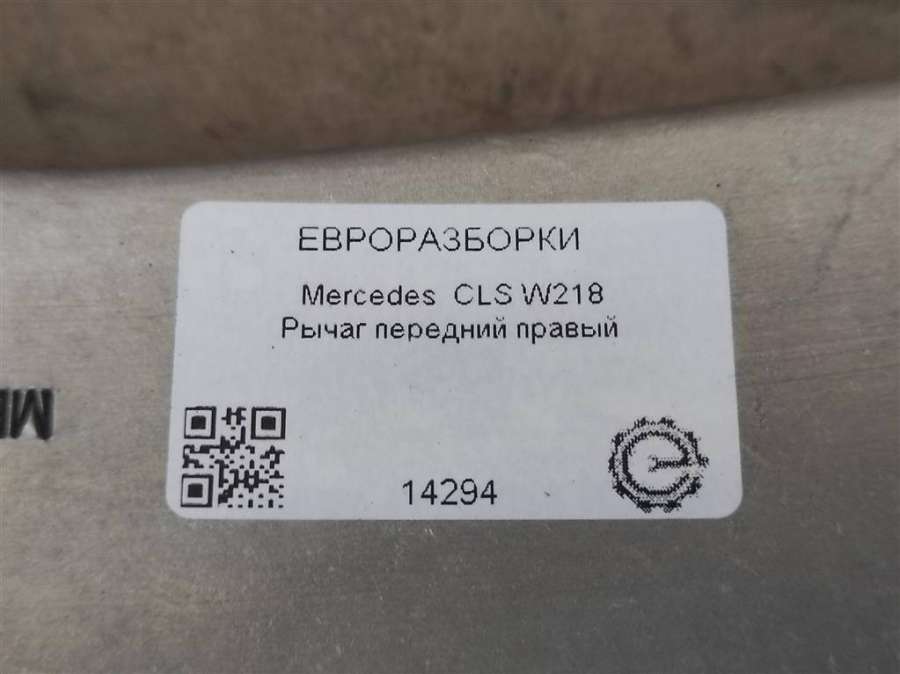 ЕВРОРАЗБОРКИ
Mercedes CLS W218
Рычаг передний правый
14294